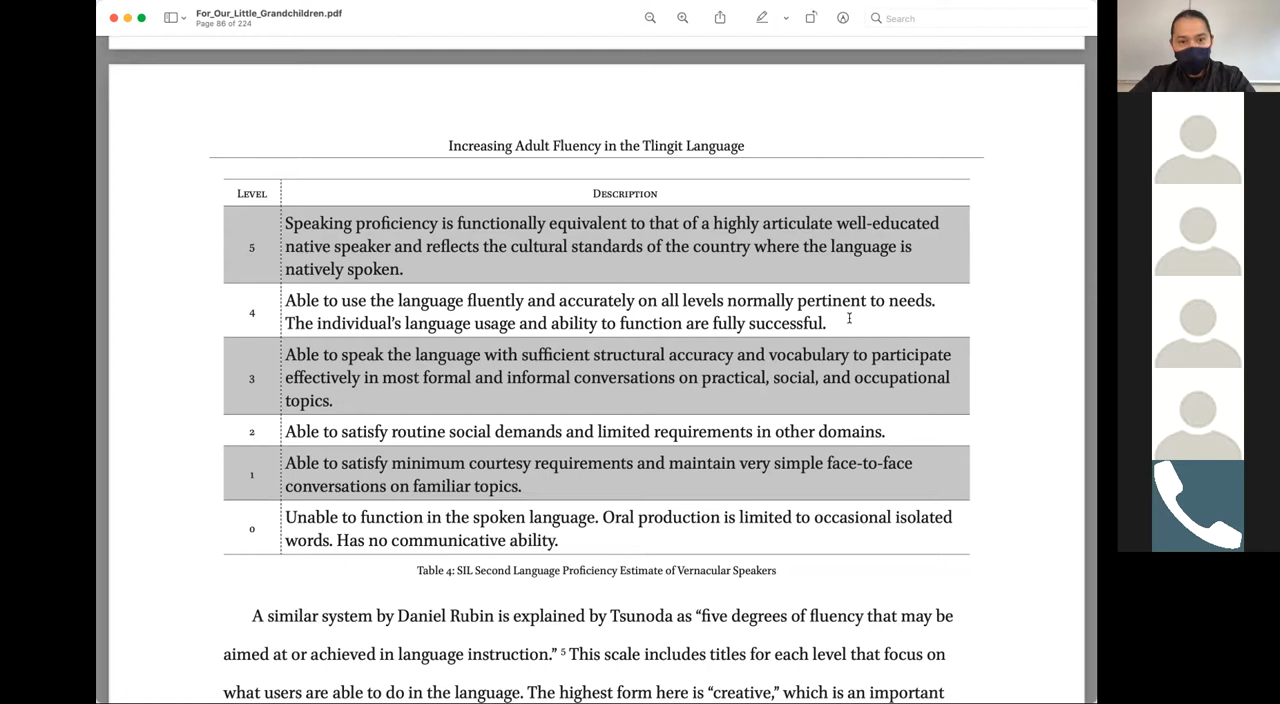 For_Our_Little_Grandchildren.pdf
Page 86 of 224
Search
Increasing Adult Fluency in the Tlingit Language
LEVEL DESCRIPTION
5 Speaking proficiency is functionally equivalent to that of a highly articulate well-educated
native speaker and reflects the cultural standards of the country where the language is
natively spoken.
4 Able to use the language fluently and accurately on all levels normally pertinent to needs.
The individual's language usage and ability to function are fully successful.
3 Able to speak the language with sufficient structural accuracy and vocabulary to participate
effectively in most formal and informal conversations on practical, social, and occupational
topics.
2 Able to satisfy routine social demands and limited requirements in other domains.
1 Able to satisfy minimum courtesy requirements and maintain very simple face-to-face
conversations on familiar topics.
0 Unable to function in the spoken language. Oral production is limited to occasional isolated
words. Has no communicative ability.
Table 4: SIL Second Language Proficiency Estimate of Vernacular Speakers
A similar system by Daniel Rubin is explained by Tsunoda as “five degrees of fluency that may be
aimed at or achieved in language instruction.” 5 This scale includes titles for each level that focus on
what users are able to do in the language. The highest form here is “creative,” which is an important